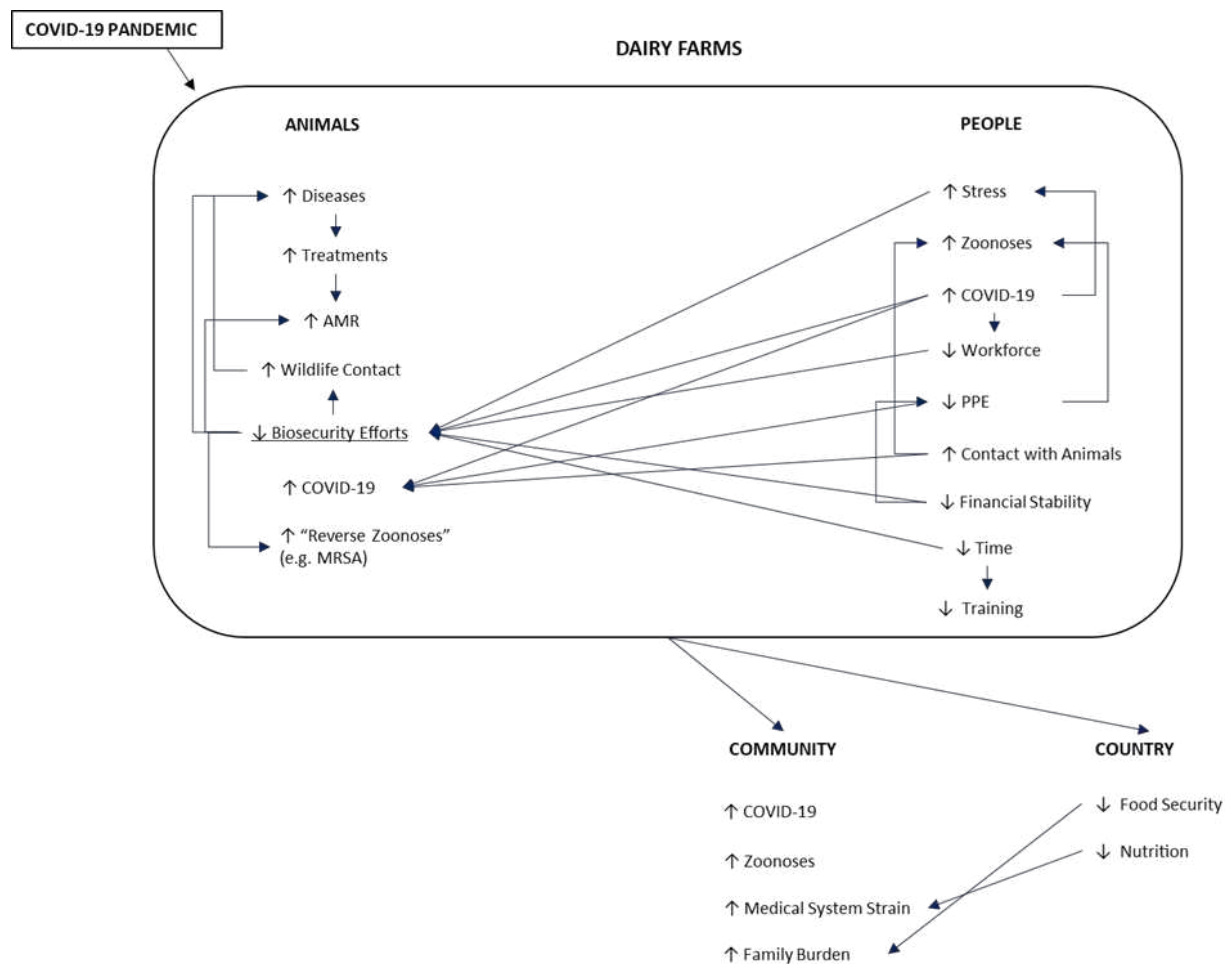 COVID-19 PANDEMIC
DAIRY FARMS
ANIMALS
↑ Diseases
↑ Treatments
↑ AMR
↑ Wildlife Contact
↓ Biosecurity Efforts
↑ COVID-19
↑ “Reverse Zoonoses”
(e.g. MRSA)
PEOPLE
↑ Stress
↑ Zoonoses
↑ COVID-19
↓ Workforce
↓ PPE
↑ Contact with Animals
↓ Financial Stability
↓ Time
↓ Training
COMMUNITY
↑ COVID-19
↑ Zoonoses
↑ Medical System Strain
↑ Family Burden
COUNTRY
↓ Food Security
↓ Nutrition